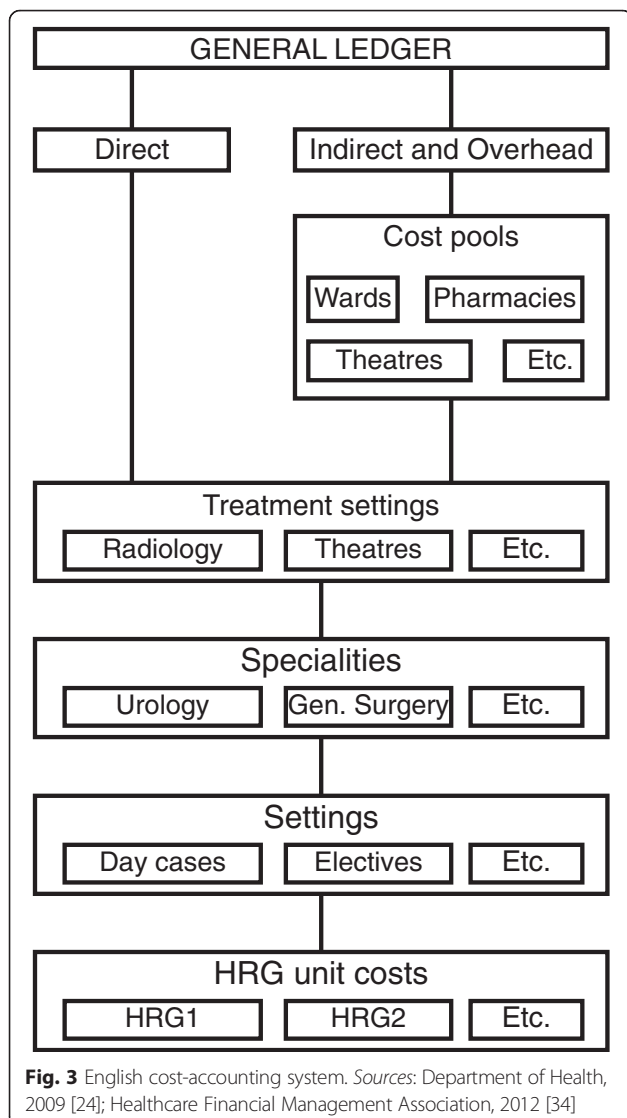 GENERAL LEDGER
Direct
Indirect and Overhead
Cost pools
Wards
Pharmacies
Theatres
Etc.
Treatment settings
Radiology
Theatres
Etc.
Specialities
Urology
Gen. Surgery
Etc.
Settings
Day cases
Electives
Etc.
HRG unit costs
HRG1
HRG2
Etc.
Fig. 3 English cost-accounting system. Sources: Department of Health,
2009 [24]; Healthcare Financial Management Association, 2012 [34]